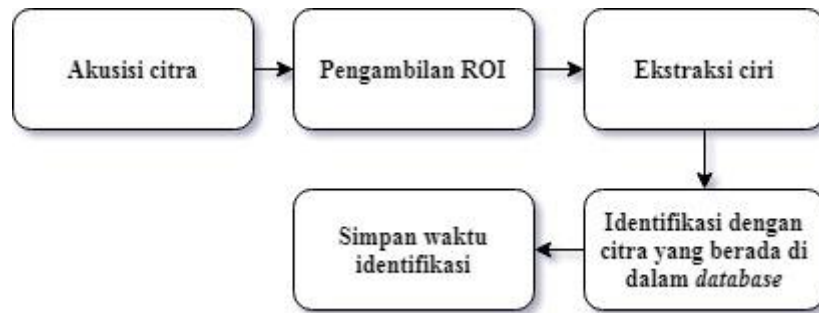 Akusisi citra
Pengambilan ROI
Ekstraksi ciri
Identifikasi dengan
citra yang berada di
dalam database
Simpan waktu
identifikasi